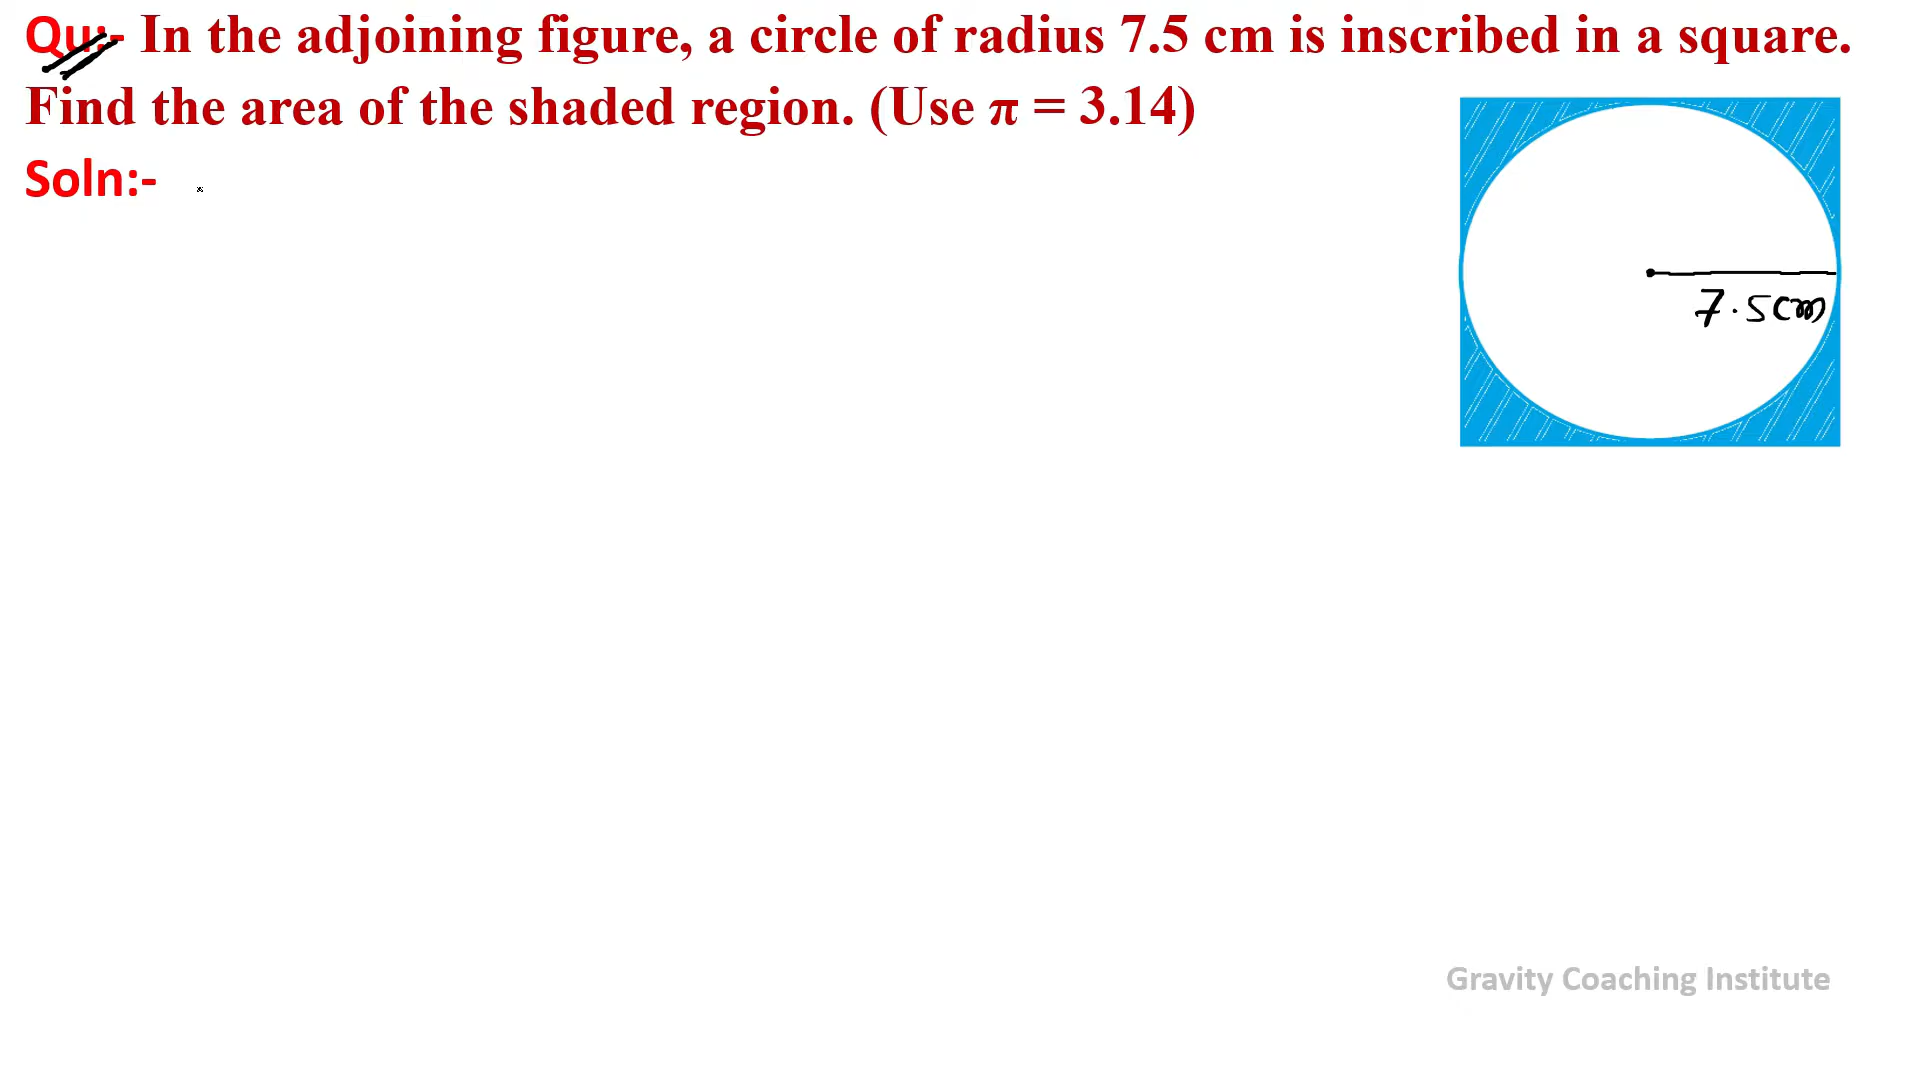 Qu:- In the adjoining figure, a circle of radius 7.5 cm is inscribed in a square.
Find the area of the shaded region. (Use π = 3.14)
Soln:-
7.5cm
Gravity Coaching Institute